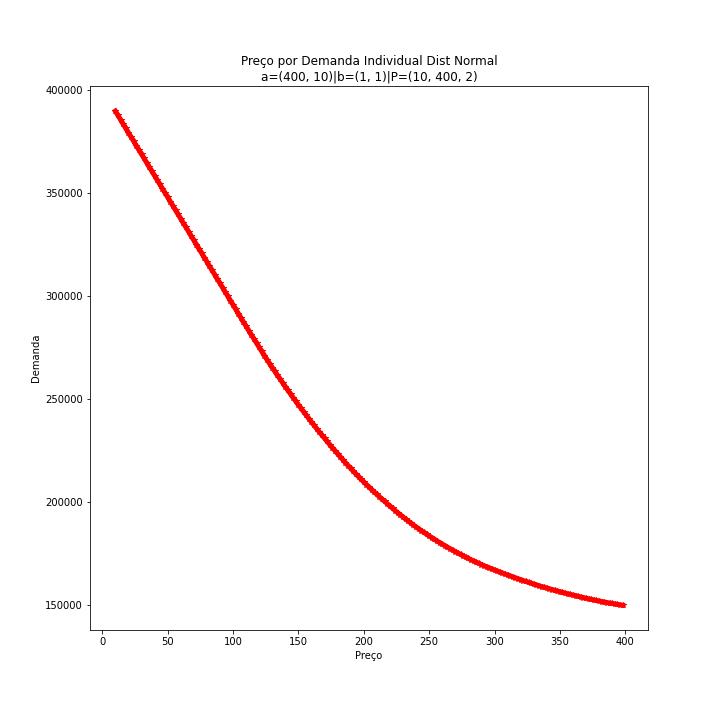 Preço por Demanda Individual Dist Normal
a=(400, 10)|b=(1, 1)|P=(10, 400, 2)
400000
350000
300000
250000
200000
150000
Demanda
0 50 100 150 200 250 300 350 400
Preço